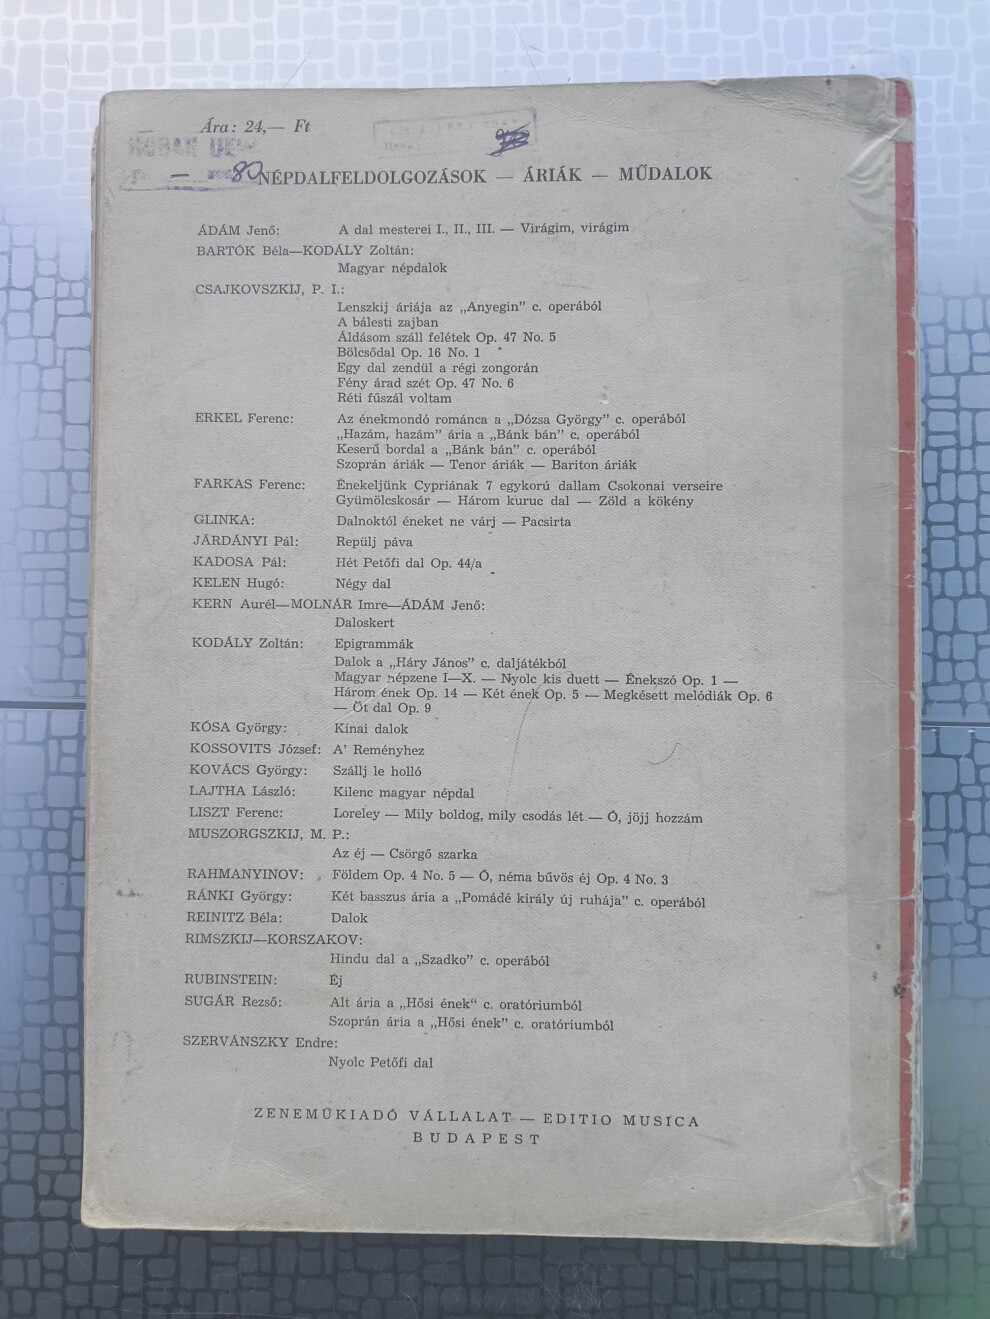 Ára: 24,— Ft
— 80
NÉPDALFELDOLGOZÁSOK — ÁRIÁK — MŰDALOK
ÁDÁM Jenő: A dal mesterei I., II., III. — Virágim, virágim
BARTÓK Béla—KODÁLY Zoltán:
Magyar népdalok
CSAJKOVSZKIJ, P. I.:
Lenszkij áriája az „Anyegin” c. operából
A bálesti zajban
Áldásom száll felétek Op. 47 No. 5
Bölcsődal Op. 16 No. 1
Egy dal zendül a régi zongorán
Fény árad szét Op. 47 No. 6
Réti fűszál voltam
ERKEL Ferenc: Az énekmondó románca a „Dózsa György” c. operából
„Hazám, hazám” ária a „Bánk bán” c. operából
Keserű bordal a „Bánk bán” c. operából
Szoprán áriák — Tenor áriák — Bariton áriák
FARKAS Ferenc: Énekeljünk Cypriának 7 egykorú dallam Csokonai verseire
Gyümölcskosár — Három kuruc dal — Zöld a kökény
GLINKA: Dalnoktól éneket ne várj — Pacsirta
JÁRDÁNYI Pál: Repülj páva
KADOSA Pál: Hét Petőfi dal Op. 44/a
KELEN Hugó: Négy dal
KERN Aurél—MOLNÁR Imre—ÁDÁM Jenő:
Daloskert
KODÁLY Zoltán: Epigrammák
Dalok a „Háry János” c. daljátékból
Magyar népzene I—X. — Nyolc kis duett — Énekszó Op. 1 —
Három ének Op. 14 — Két ének Op. 5 — Megkésett melódiák Op. 6
— Öt dal Op. 9
KÓSA György: Kinai dalok
KOSSOVITS József: A' Reményhez
KOVÁCS György: Szállj le holló
LAJTHA László: Kilenc magyar népdal
LISZT Ferenc: Loreley — Mily boldog, mily csodás lét — Ó, jöjj hozzám
MUSZORGSZKIJ, M. P.:
Az éj — Csörgő szarka
RAHMANYINOV: Földem Op. 4 No. 5 — Ó, néma bűvös éj Op. 4 No. 3
RÁNKI György: Két basszus ária a „Pomádé király új ruhája” c. operából
REINITZ Béla: Dalok
RIMSZKIJ—KORSZAKOV:
Hindu dal a „Szadko” c. operából
RUBINSTEIN: Éj
SUGÁR Rezső: Alt ária a „Hősi ének“ c. oratóriumból
Szoprán ária a „Hősi ének” c. oratóriumból
SZERVÁNSZKY Endre:
Nyolc Petőfi dal
ZENEMŰKIADÓ VÁLLALAT — EDITIO MUSICA
BUDAPEST